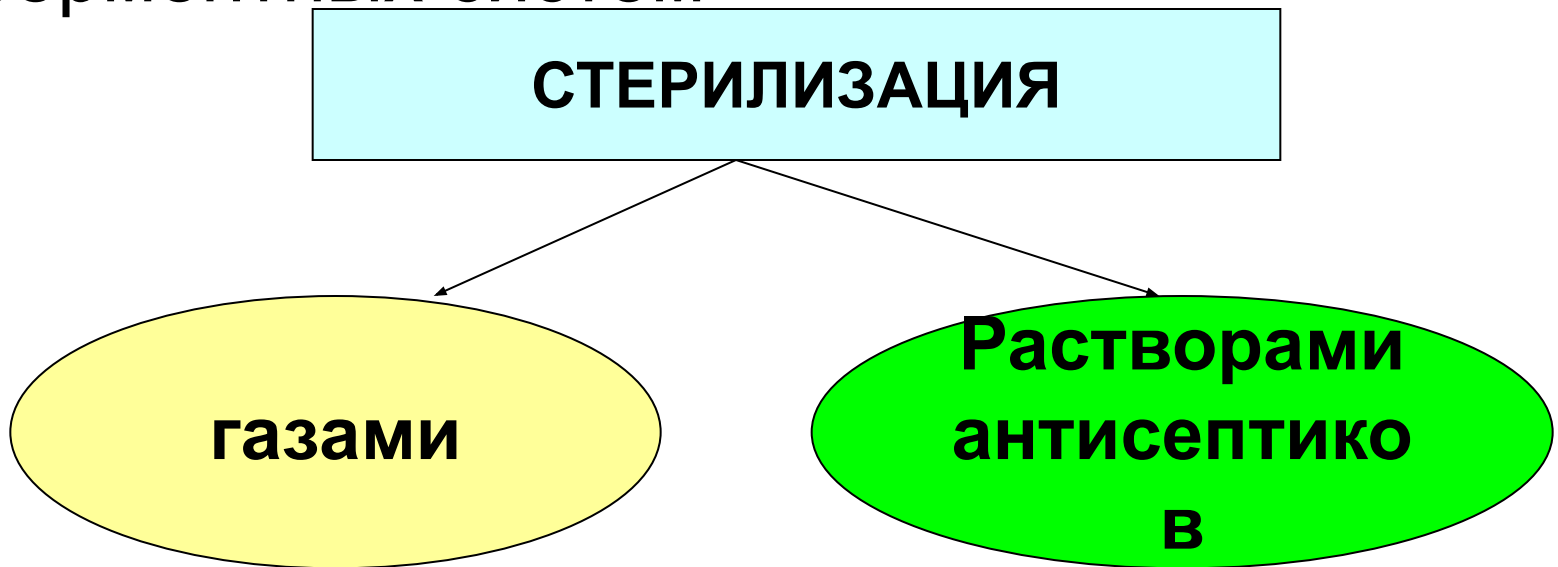 СТЕРИЛИЗАЦИЯ
газами
Растворами
антисептико
в